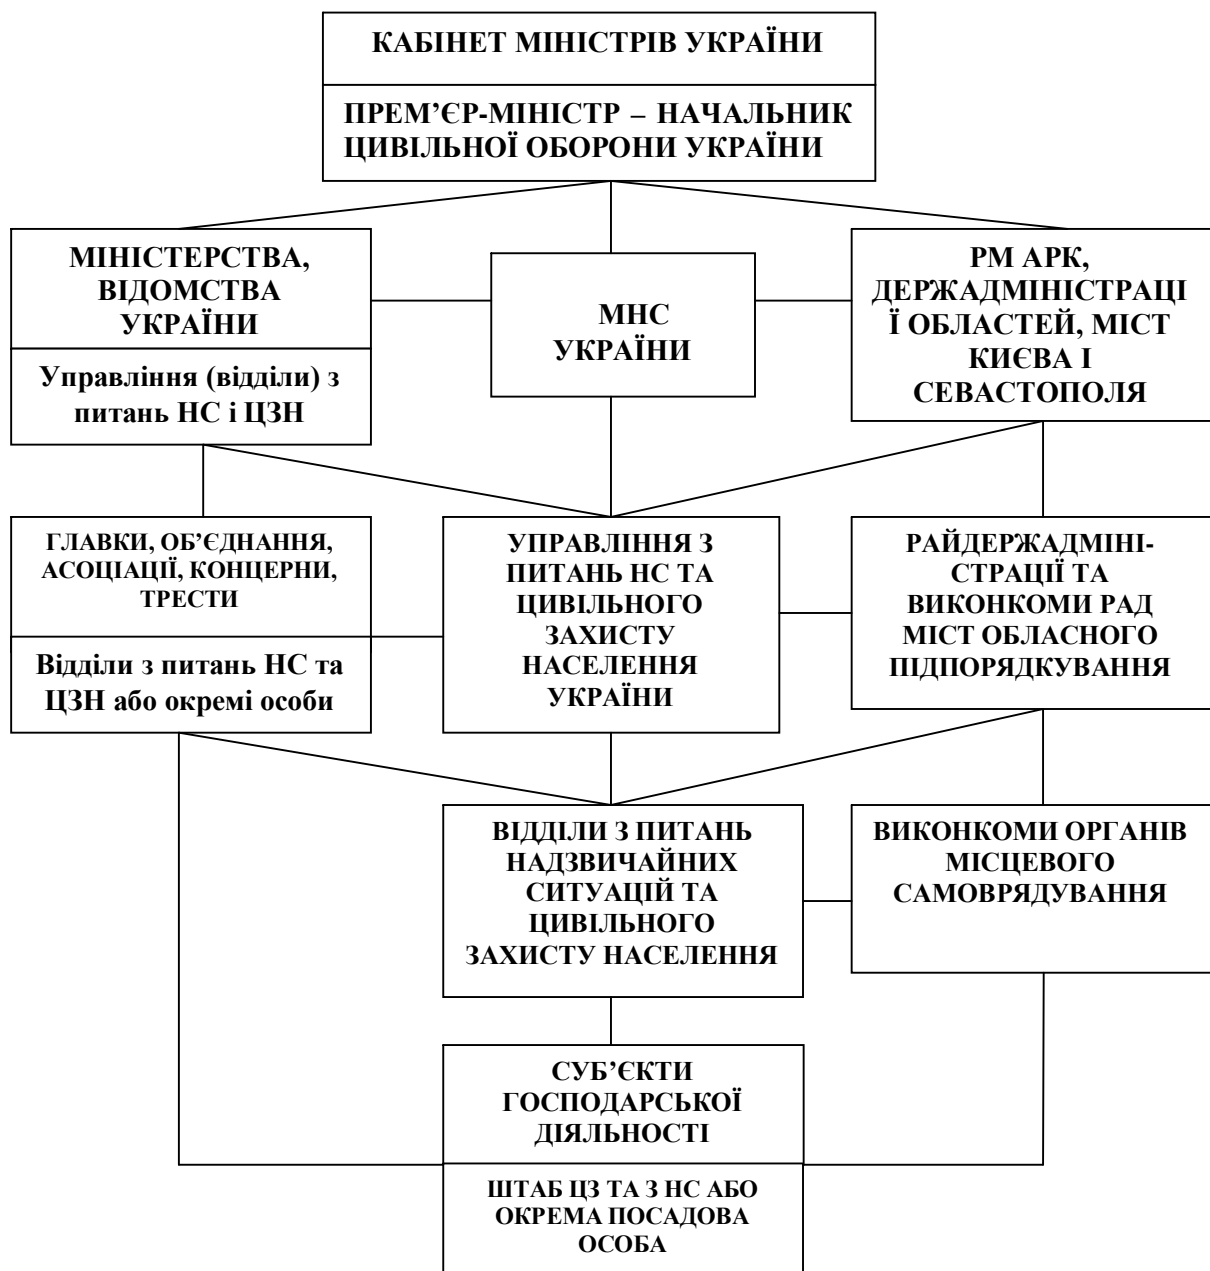 КАБІНЕТ МІНІСТРІВ УКРАЇНИ
ПРЕМ’ЄР-МІНІСТР – НАЧАЛЬНИК
ЦИВІЛЬНОЇ ОБОРОНИ УКРАЇНИ
МІНІСТЕРСТВА,
ВІДОМСТВА
УКРАЇНИ
Управління (відділи) з
питань НС і ЦЗН
МНС
УКРАЇНИ
РМ АРК,
ДЕРЖАДМІНІСТРАЦІ
Ї ОБЛАСТЕЙ, МІСТ
КИЄВА І
СЕВАСТОПОЛЯ
ГЛАВКИ, ОБ’ЄДНАННЯ,
АСОЦІАЦІЇ, КОНЦЕРНИ,
ТРЕСТИ
Відділи з питань НС та
ЦЗН або окремі особи
УПРАВЛІННЯ З
ПИТАНЬ НС ТА
ЦИВІЛЬНОГО
ЗАХИСТУ
НАСЕЛЕННЯ
УКРАЇНИ
РАЙДЕРЖАДМІНІ-
СТРАЦІЇ ТА
ВИКОНКОМИ РАД
МІСТ ОБЛАСНОГО
ПІДПОРЯДКУВАННЯ
ВІДДІЛИ З ПИТАНЬ
НАДЗВИЧАЙНИХ
СИТУАЦІЙ ТА
ЦИВІЛЬНОГО
ЗАХИСТУ НАСЕЛЕННЯ
ВИКОНКОМИ ОРГАНІВ
МІСЦЕВОГО
САМОВРЯДУВАННЯ
СУБ’ЄКТИ
ГОСПОДАРСЬКОЇ
ДІЯЛЬНОСТІ
ШТАБ ЦЗ ТА З НС АБО
ОКРЕМА ПОСАДОВА
ОСОБА